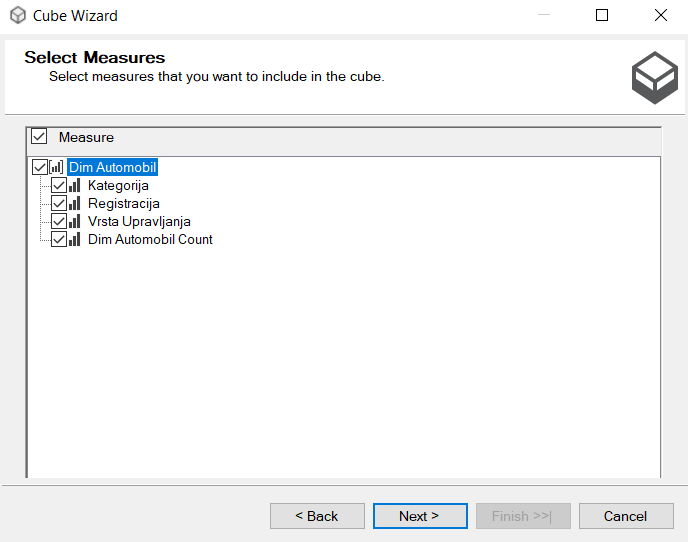 Cube Wizard
Select Measures
Select measures that you want to include in the cube.
Measure
Dim Automobil
Kategorija
Registracija
Vrsta Upravljanja
Dim Automobil Count
< Back
Next >
Finish >>|
Cancel